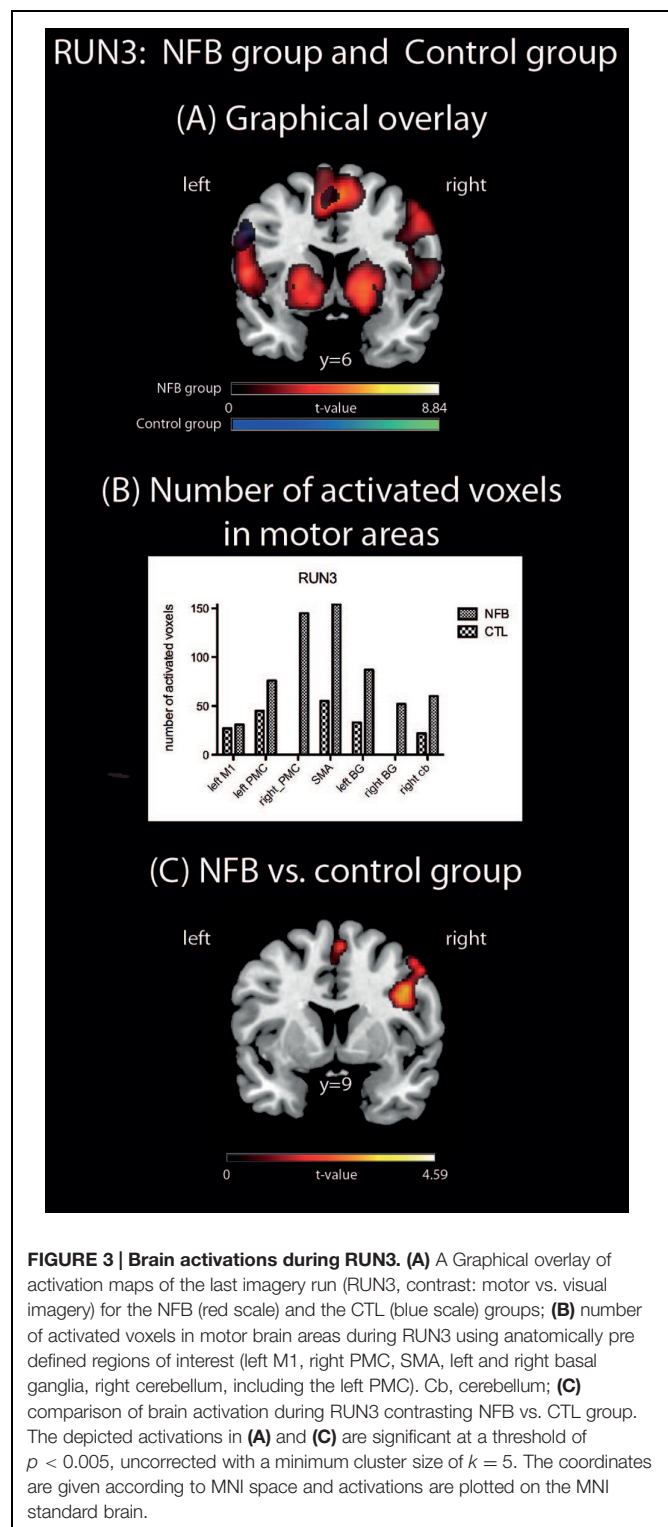 RUN3: NFB group and Control group
(A) Graphical overlay
left right
y=6
NFB group
0 t-value 8.84
Control group
(B) Number of activated voxels
in motor areas
RUN3
number of activated voxels
150
100
50
0
NFB
CTL
left M1
left PMC
right_PMC
SMA
left BG
right BG
right cb
(C) NFB vs. control group
left right
y=9
0 t-value 4.59
FIGURE 3 | Brain activations during RUN3. (A) A Graphical overlay of
activation maps of the last imagery run (RUN3, contrast: motor vs. visual
imagery) for the NFB (red scale) and the CTL (blue scale) groups; (B) number
of activated voxels in motor brain areas during RUN3 using anatomically pre
defined regions of interest (left M1, right PMC, SMA, left and right basal
ganglia, right cerebellum, including the left PMC). Cb, cerebellum; (C)
comparison of brain activation during RUN3 contrasting NFB vs. CTL group.
The depicted activations in (A) and (C) are significant at a threshold of
p < 0.005, uncorrected with a minimum cluster size of k = 5. The coordinates
are given according to MNI space and activations are plotted on the MNI
standard brain.